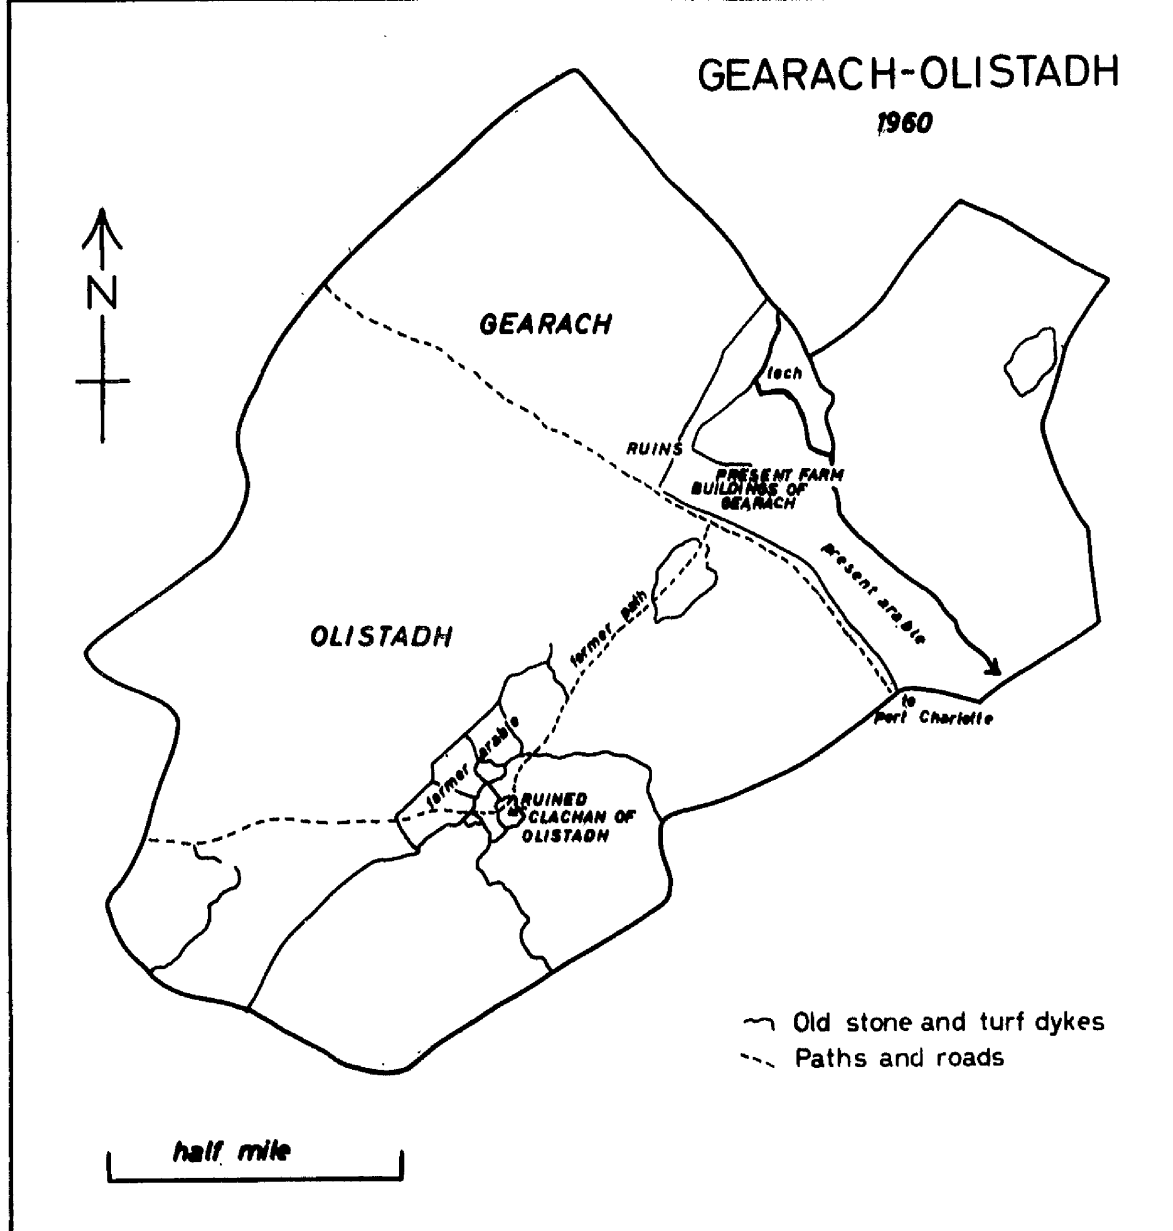 GEARACH-OLISTADH
1960
N
GEARACH
loch
RUINS
PRESENT FARM
BUILDINGS OF
GEARACH
present arable
former path
OLISTADH
to
Port Charlotte
former arable
RUINED
CLACHAN OF
OLISTADH
Old stone and turf dykes
Paths and roads
half mile